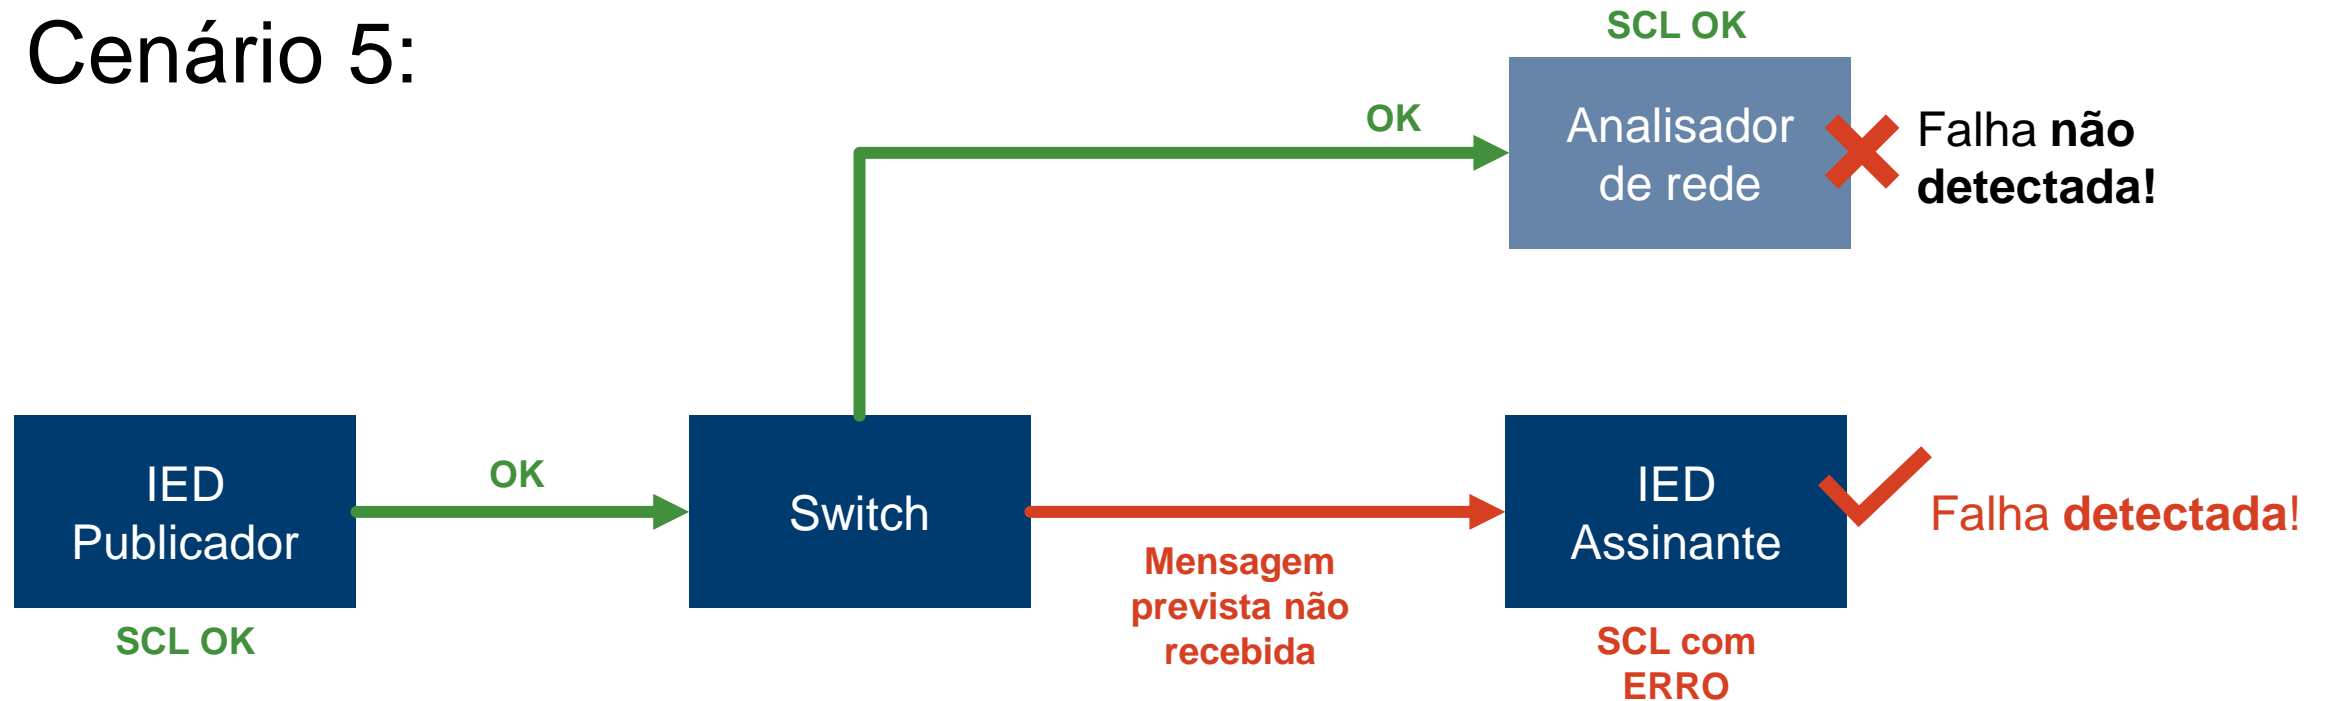 Cenário 5:
SCL OK
OK
Analisador
de rede
Falha não
detectada!
IED
Publicador
SCL OK
OK
Switch
Mensagem
prevista não
recebida
IED
Assinante
SCL com
ERRO
Falha detectada!